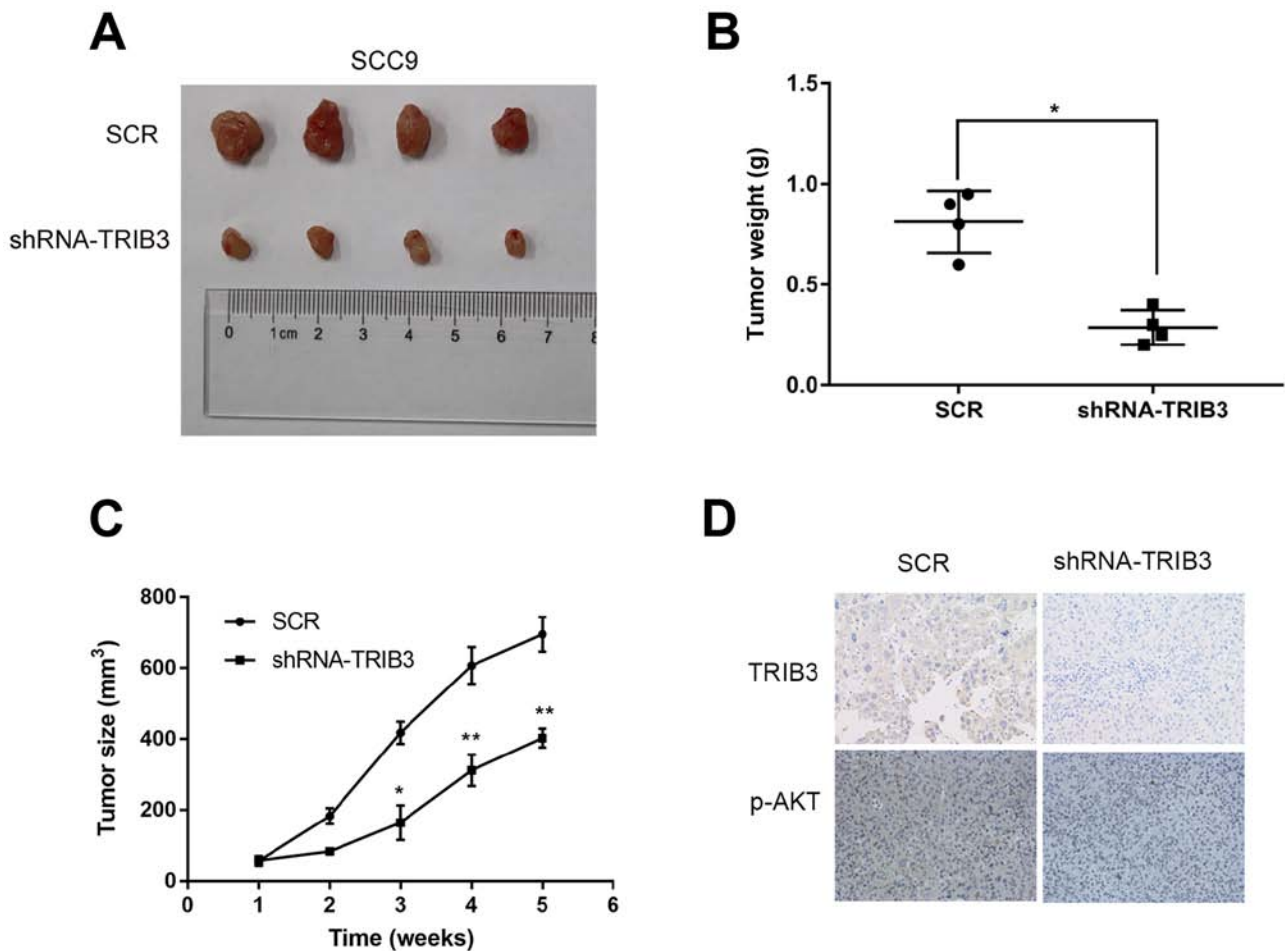 A
SCC9
SCR
shRNA-TRIB3
0 1cm 2 3 4 5 6 7 8
B
1.5
1.0
0.5
0.0
Tumor weight (g)
*
SCR shRNA-TRIB3
C
800
600
400
200
0
Tumor size (mm³)
SCR
shRNA-TRIB3
*
**
**
0 1 2 3 4 5 6
Time (weeks)
D
SCR shRNA-TRIB3
TRIB3
p-AKT